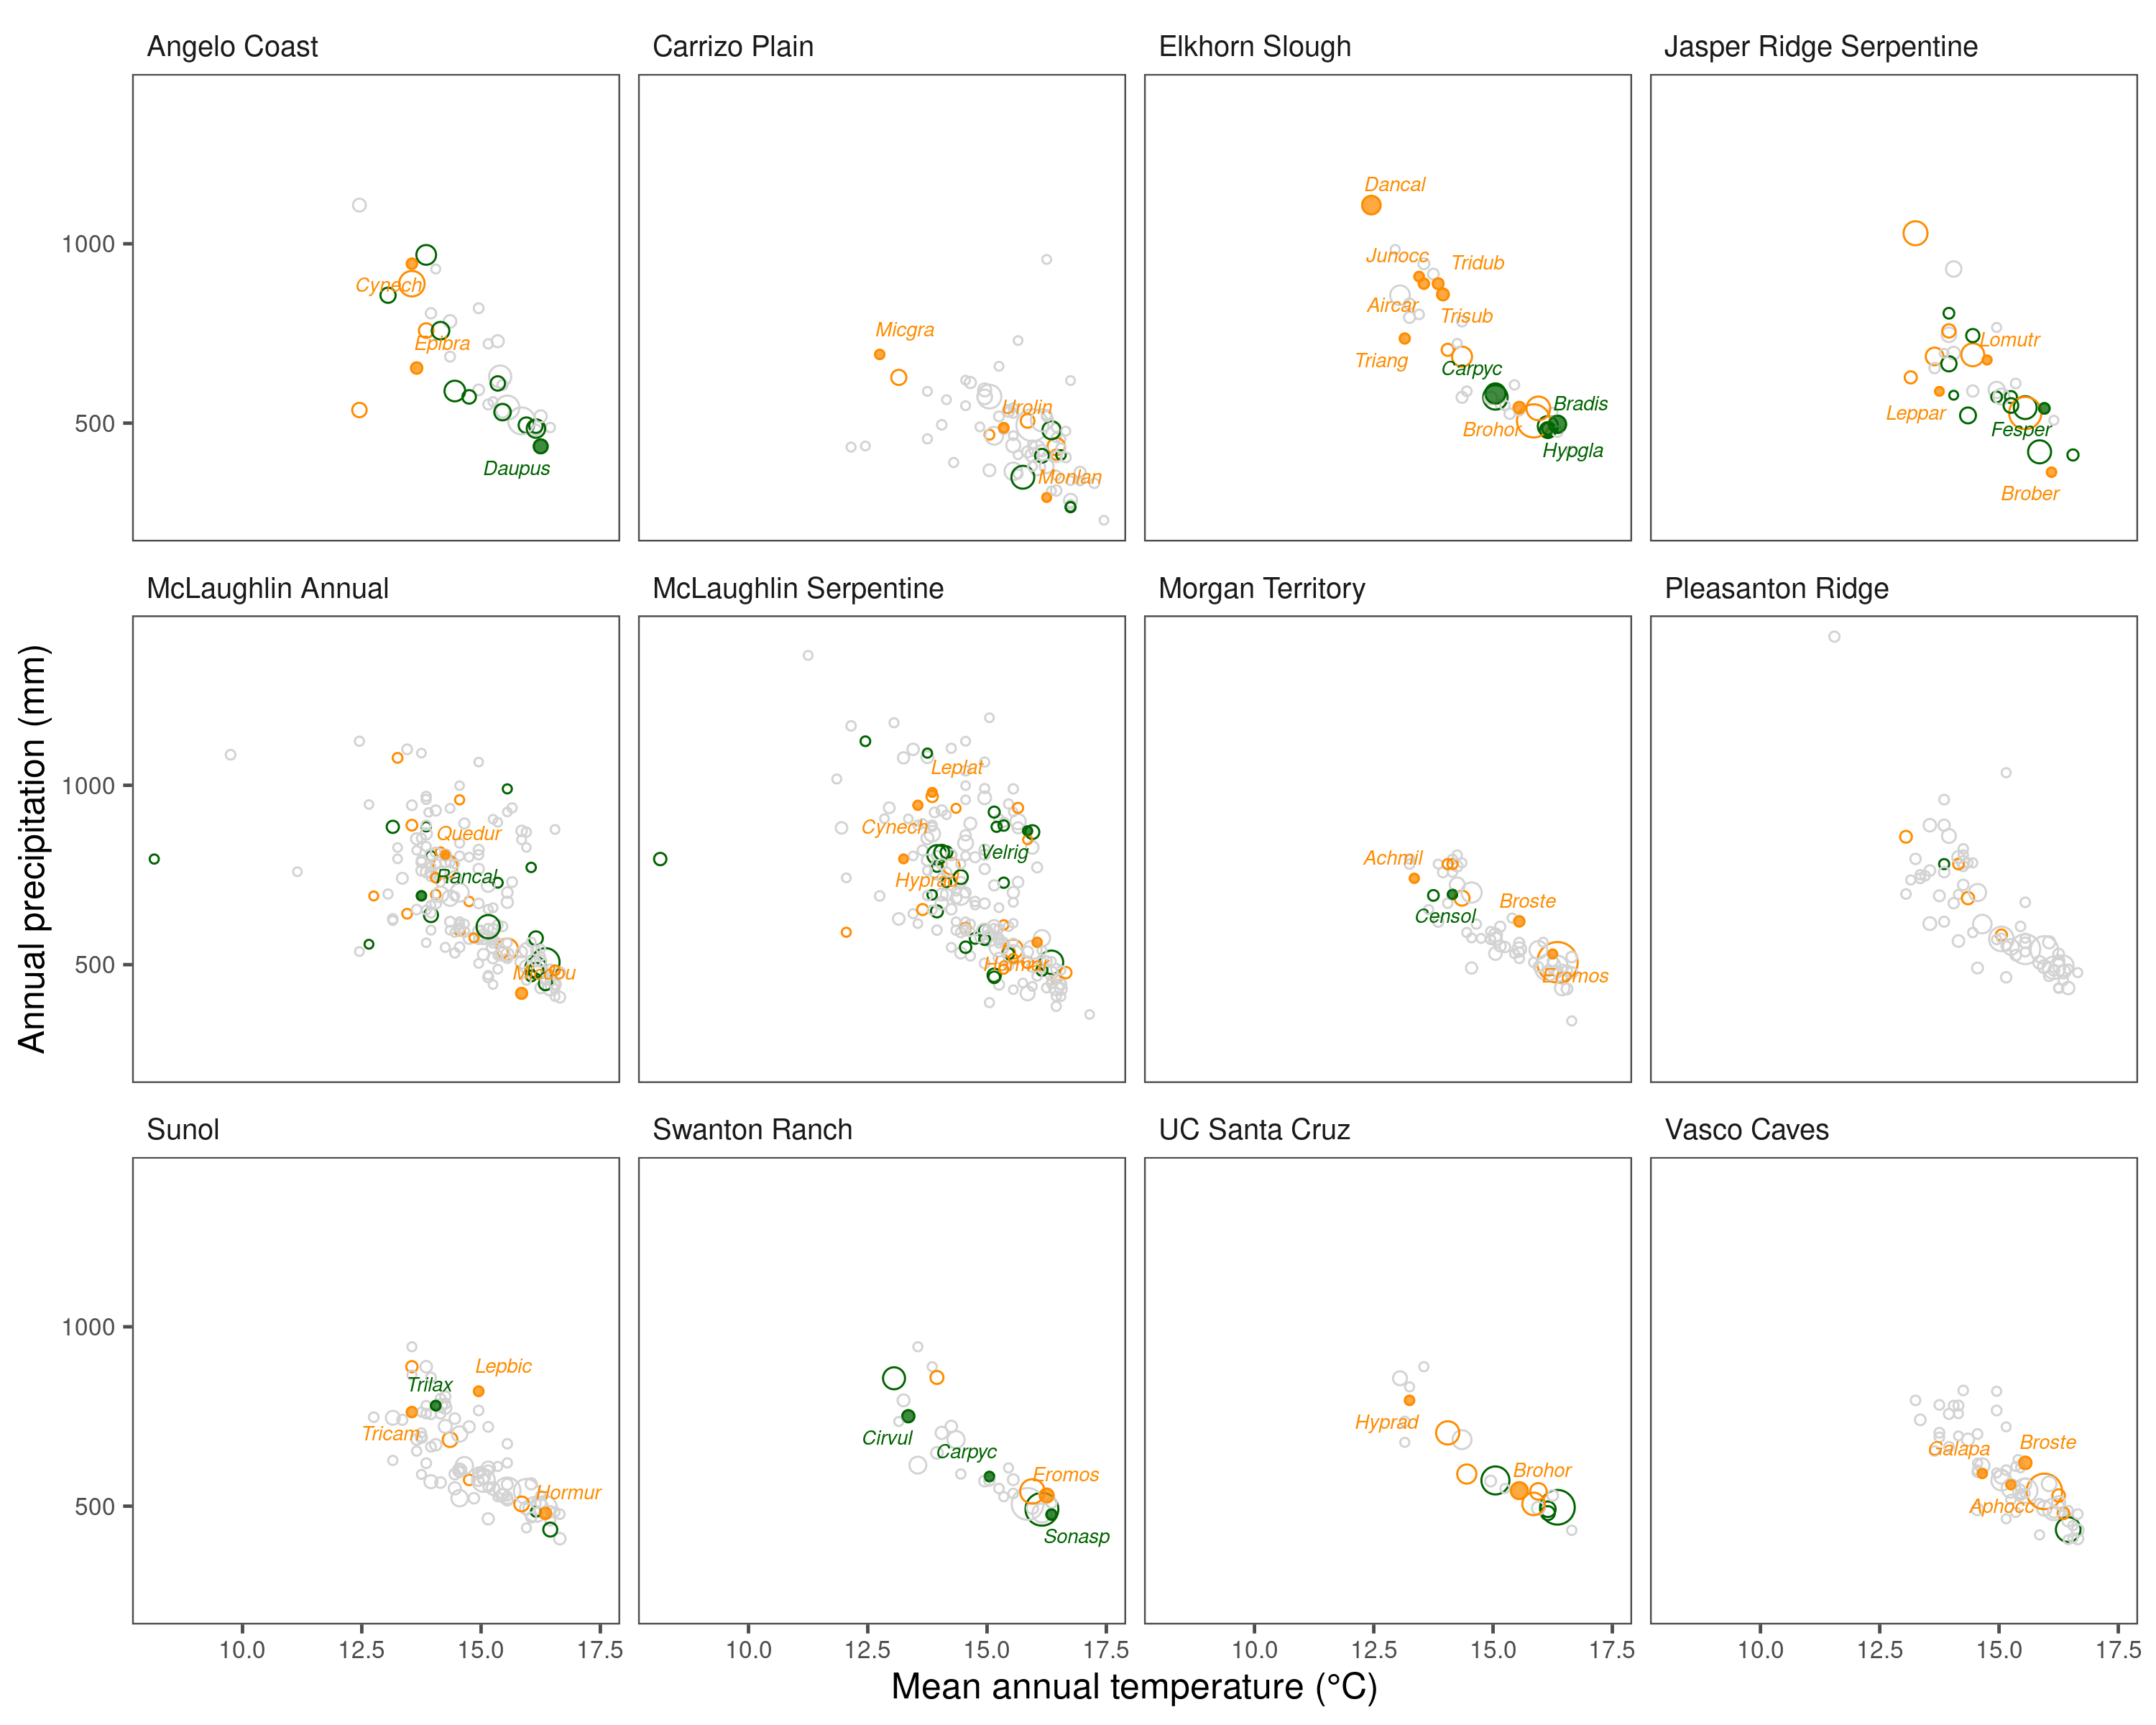 Angelo Coast
Carrizo Plain
Elkhorn Slough
Jasper Ridge Serpentine
1000
500
Cynech
Epibra
Daupus
Micgra
Urolin
Monlan
Dancal
Junocc
Tridub
Aircar
Trisub
Triang
Carpyc
Bradis
Brohor
Hypgla
Lomutr
Leppar
Fesper
Brober
McLaughlin Annual
McLaughlin Serpentine
Morgan Territory
Pleasanton Ridge
1000
500
Quedur
Rancal
Leplat
Cynech
Velrig
Hyprad
Hormur
Achmil
Censol
Broste
Eromos
Sunol
Swanton Ranch
UC Santa Cruz
Vasco Caves
1000
500
Lepbic
Trilax
Tricam
Hormur
Cirvul
Carpyc
Eromos
Sonasp
Hyprad
Brohor
Galapa
Broste
Aphocc
10.0 12.5 15.0 17.5
10.0 12.5 15.0 17.5
10.0 12.5 15.0 17.5
10.0 12.5 15.0 17.5
Mean annual temperature (°C)
Annual precipitation (mm)